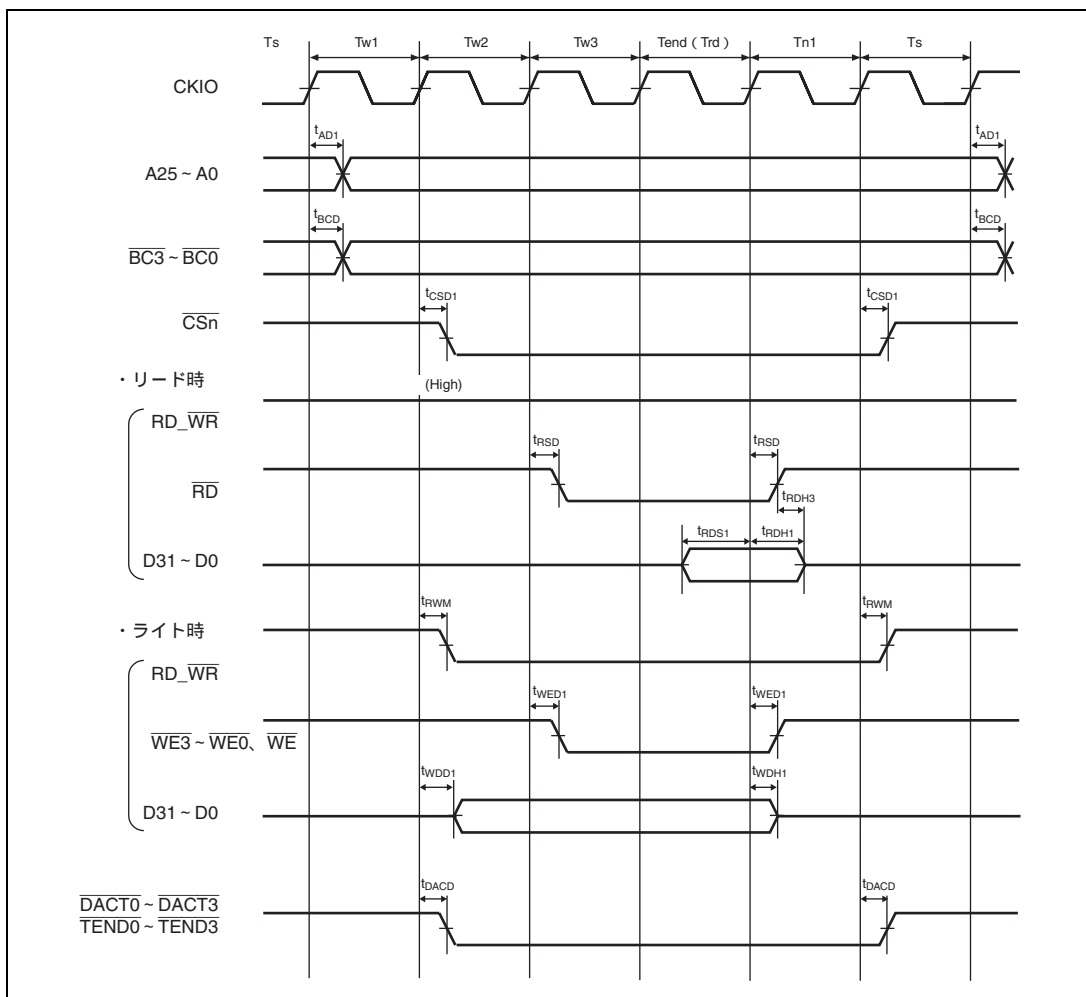 Ts Tw1 Tw2 Tw3 Tend（Trd） Tn1 Ts
CKIO
tAD1 tAD1
A25 ~ A0
tBCD tBCD
BC3 ~ BC0
tCSD1 tCSD1
CSn
・リード時
(High)
RD_WR
tRSD tRSD
RD
tRDH3
tRDS1 tRDH1
D31 ~ D0
tRWM tRWM
・ライト時
RD_WR
tWED1 tWED1
WE3 ~ WE0、WE
tWDD1 tWDH1
D31 ~ D0
tDACD tDACD
DACT0 ~ DACT3
TEND0 ~ TEND3